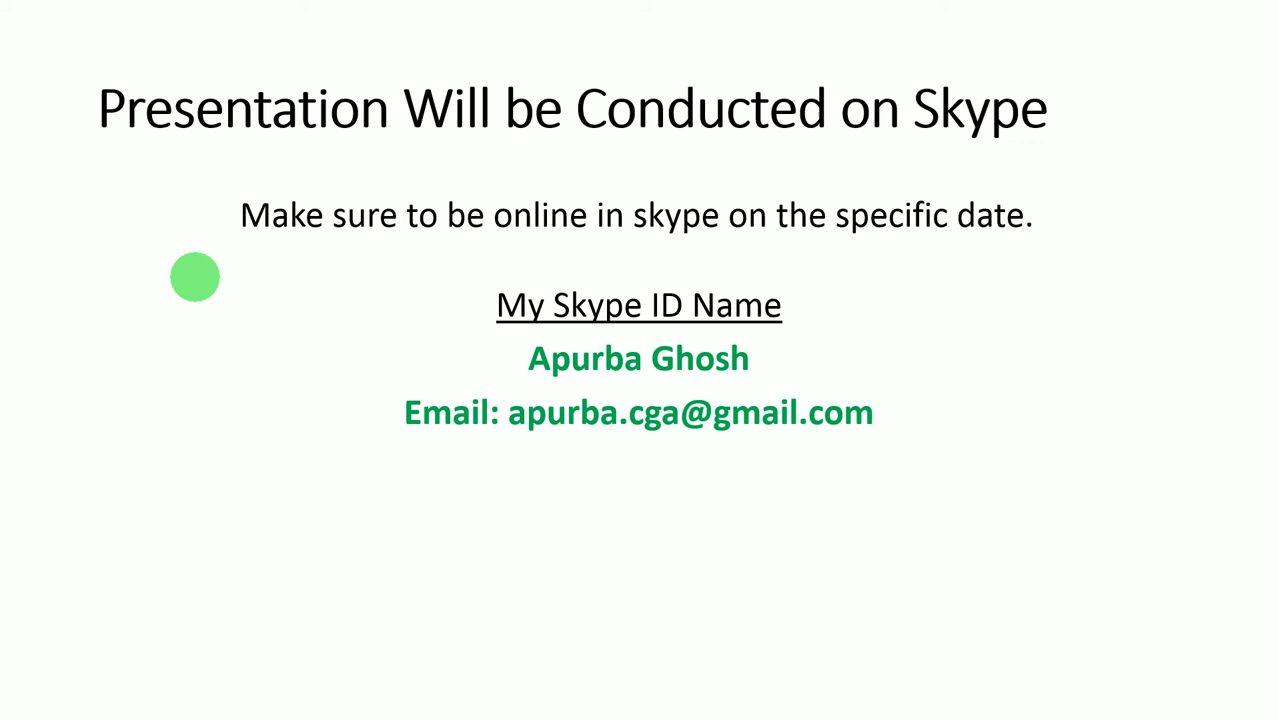 Presentation Will be Conducted on Skype
Make sure to be online in skype on the specific date.
My Skype ID Name
Apurba Ghosh
Email: apurba.cga@gmail.com